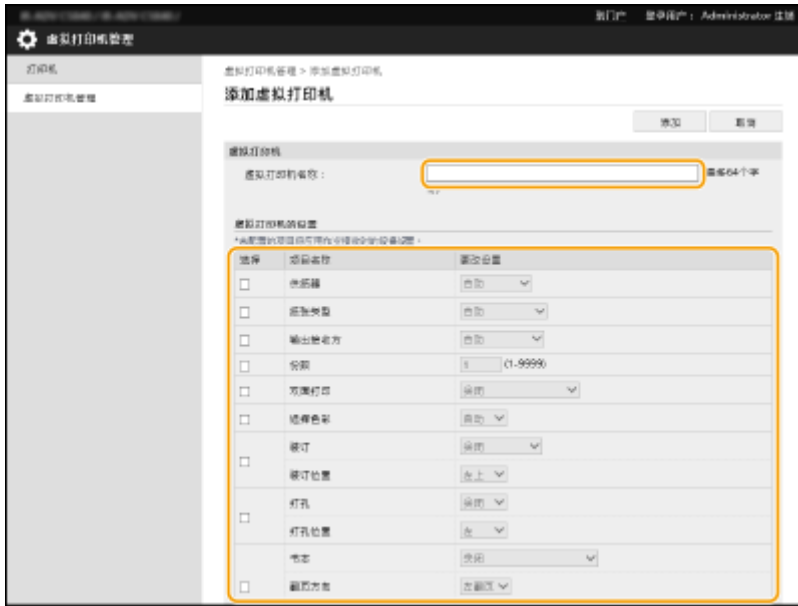 到门户 登录用户： Administrator 注销
虚拟打印机管理
打印机
虚拟打印机管理
虚拟打印机管理 > 添加虚拟打印机
添加虚拟打印机
添加 取消
虚拟打印机
虚拟打印机名称： 最多64个字
虚拟打印机的设置
选择 项目名称 更改设置
供纸器 自动
纸张类型 自动
输出纸名方 自动
份数 1 (1-9999)
双面打印 关闭
选择色彩 自动
装订 关闭
装订位置 左上
打孔 关闭
打孔位置 左
书本 关闭
翻页方向 左翻页